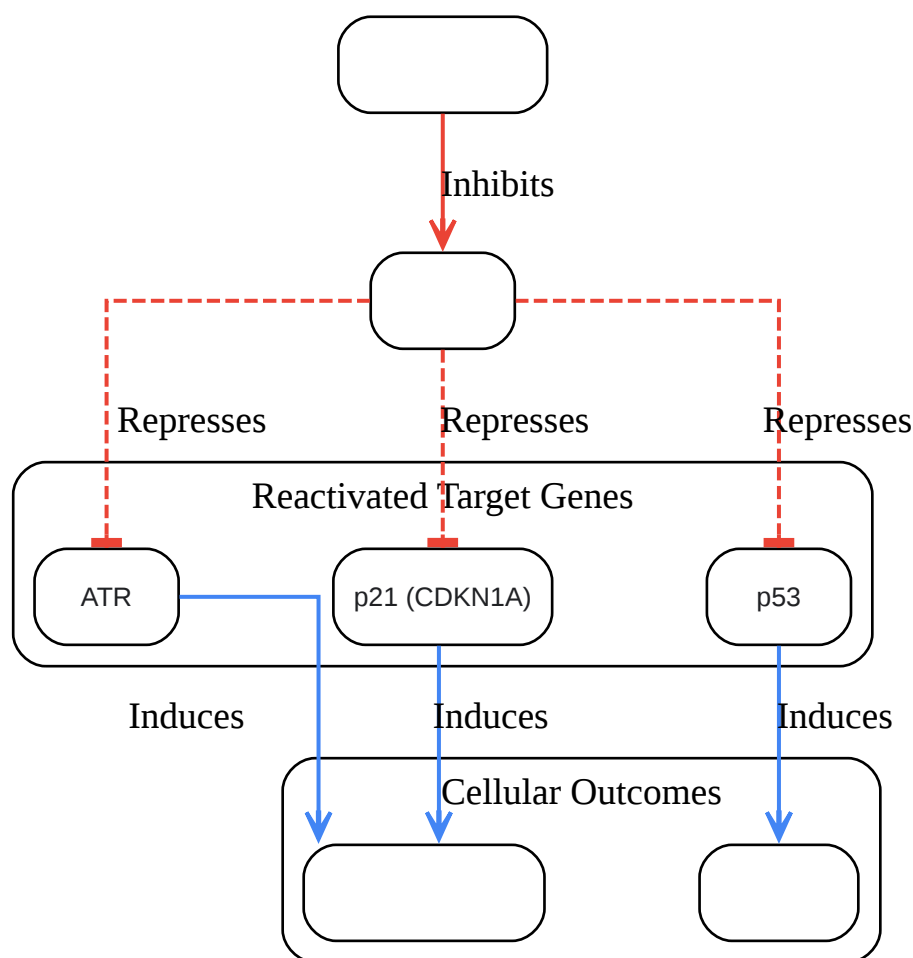 Inhibits
Represses
Represses
Represses
Reactivated Target Genes
ATR
p21 (CDKN1A)
p53
Induces
Induces
Induces
Cellular Outcomes